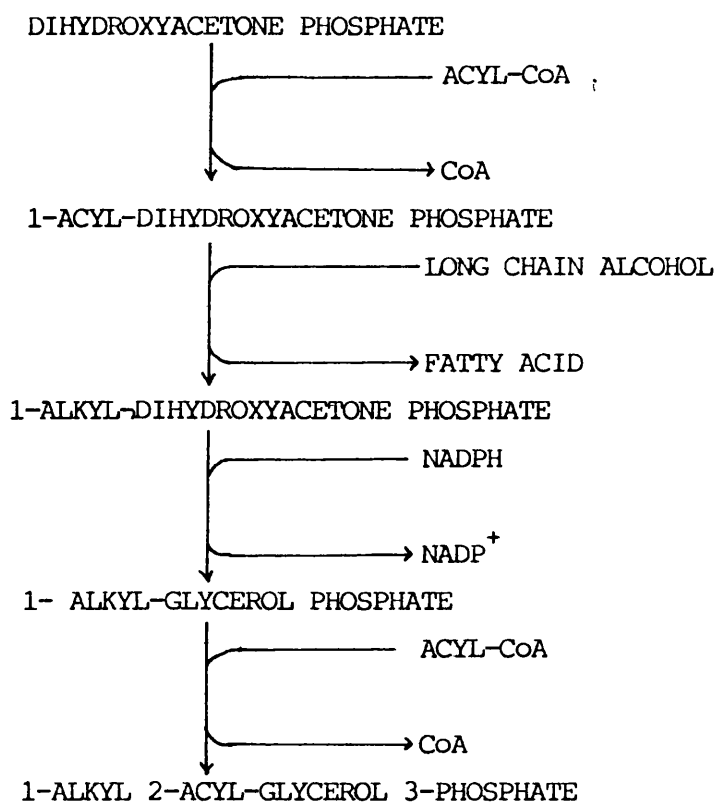 DIHYDROXYACETONE PHOSPHATE
ACYL-CoA
CoA
1-ACYL-DIHYDROXYACETONE PHOSPHATE
LONG CHAIN ALCOHOL
FATTY ACID
1-ALKYL-DIHYDROXYACETONE PHOSPHATE
NADPH
NADP+
1- ALKYL-GLYCEROL PHOSPHATE
ACYL-CoA
CoA
1-ALKYL 2-ACYL-GLYCEROL 3-PHOSPHATE